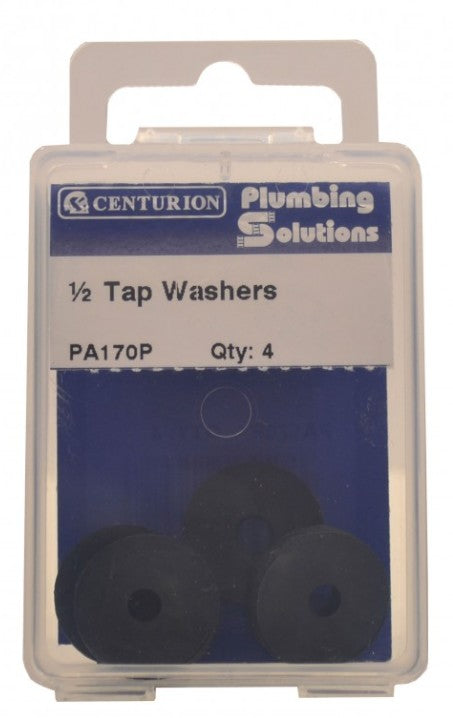 CENTURION
Plumbing
Solutions
½ Tap Washers
PA170P Qty: 4